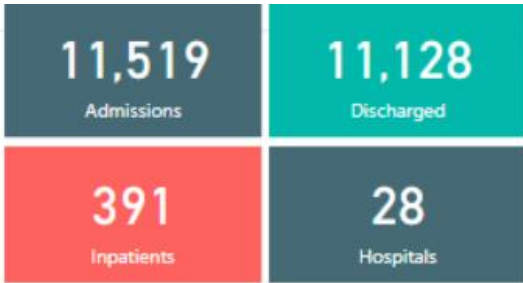 11,519
Admissions
11,128
Discharged
391
Inpatients
28
Hospitals